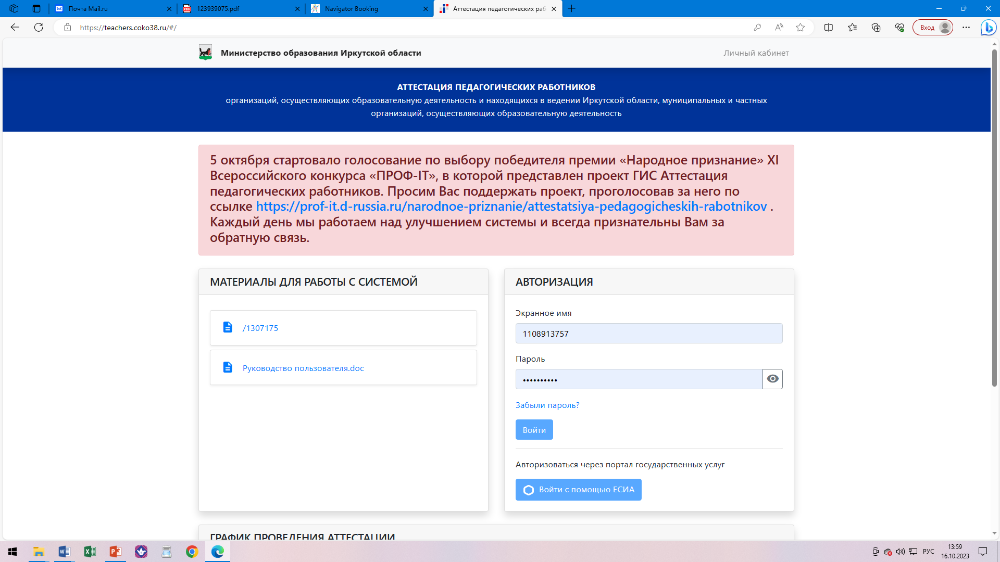 Почта Mail.ru
123939075.pdf
Navigator Booking
Аттестация педагогических раб
https://teachers.coko38.ru/#/
Вход
Министерство образования Иркутской области
Личный кабинет
АТТЕСТАЦИЯ ПЕДАГОГИЧЕСКИХ РАБОТНИКОВ
организаций, осуществляющих образовательную деятельность и находящихся в ведении Иркутской области, муниципальных и частных
организаций, осуществляющих образовательную деятельность
5 октября стартовало голосование по выбору победителя премии «Народное признание» XI
Всероссийского конкурса «ПРОФ-IT», в которой представлен проект ГИС Аттестация
педагогических работников. Просим Вас поддержать проект, проголосовав за него по
ссылке https://prof-it.d-russia.ru/narodnoe-priznanie/attestatsiya-pedagogicheskih-rabotnikov .
Каждый день мы работаем над улучшением системы и всегда признательны Вам за
обратную связь.
МАТЕРИАЛЫ ДЛЯ РАБОТЫ С СИСТЕМОЙ
/1307175
Руководство пользователя.doc
АВТОРИЗАЦИЯ
Экранное имя
1108913757
Пароль
••••••••••
Забыли пароль?
Войти
Авторизоваться через портал государственных услуг
Войти с помощью ЕСИА
ГРАФИК ПРОВЕДЕНИЯ АТТЕСТАЦИИ
РУС
13:59
16.10.2023